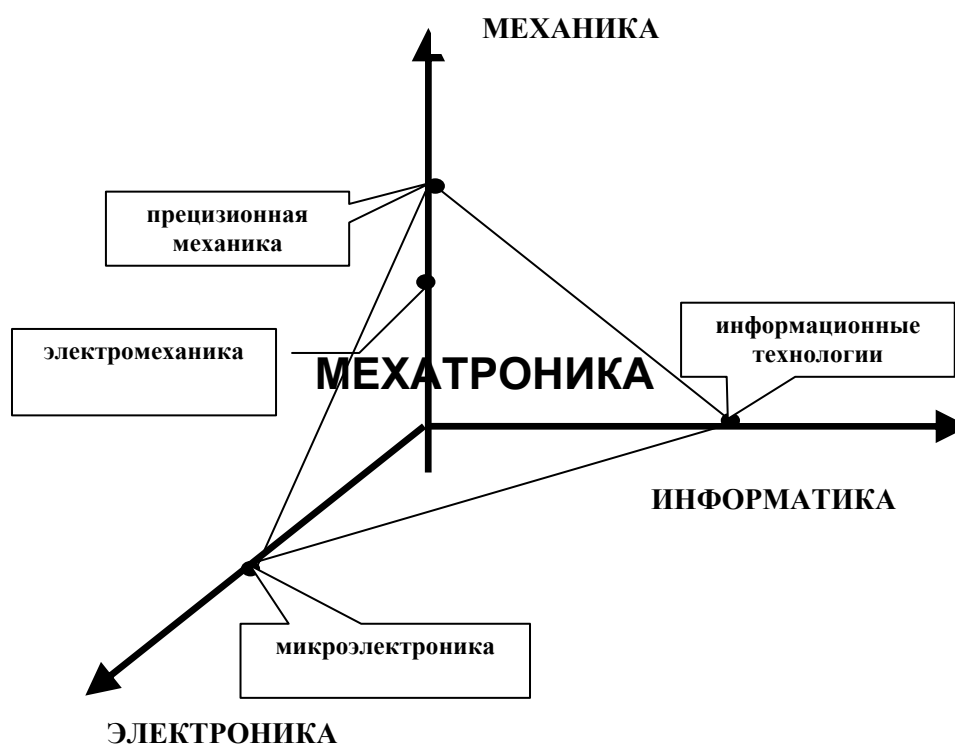 МЕХАНИКА
прецизионная
механика
электромеханика
информационные
технологии
МЕХАТРОНИКА
ИНФОРМАТИКА
микроэлектроника
ЭЛЕКТРОНИКА